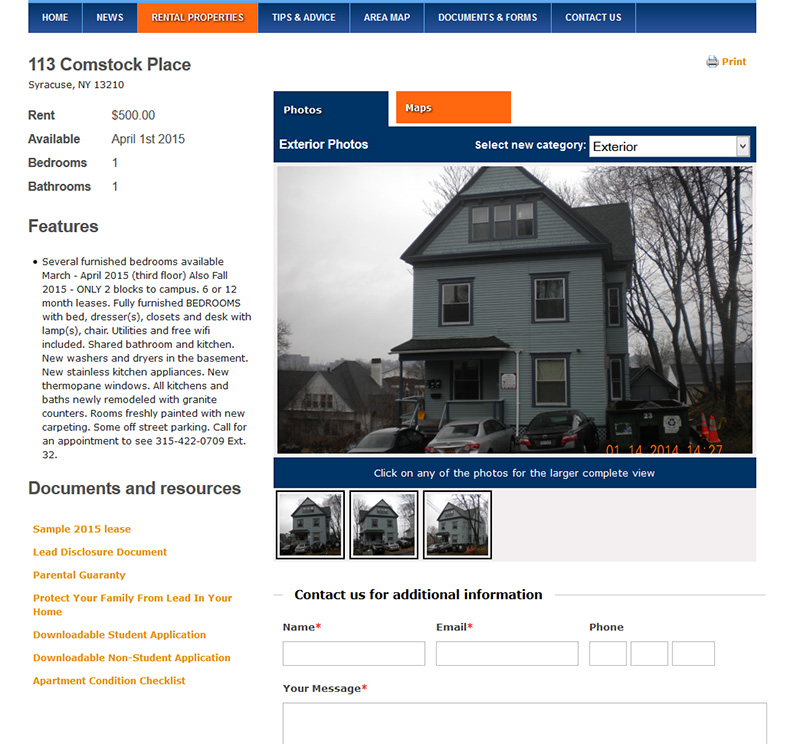 HOME NEWS RENTAL PROPERTIES TIPS & ADVICE AREA MAP DOCUMENTS & FORMS CONTACT US
113 Comstock Place
Syracuse, NY 13210
Print
Rent $500.00
Available April 1st 2015
Bedrooms 1
Bathrooms 1
Features
Several furnished bedrooms available
March - April 2015 (third floor) Also Fall
2015 - ONLY 2 blocks to campus. 6 or 12
month leases. Fully furnished BEDROOMS
with bed, dresser(s), closets and desk with
lamp(s), chair. Utilities and free wifi
included. Shared bathroom and kitchen.
New washers and dryers in the basement.
New stainless kitchen appliances. New
thermopane windows. All kitchens and
baths newly remodeled with granite
counters. Rooms freshly painted with new
carpeting. Some off street parking. Call for
an appointment to see 315-422-0709 Ext.
32.
Documents and resources
Sample 2015 lease
Lead Disclosure Document
Parental Guaranty
Protect Your Family From Lead In Your
Home
Downloadable Student Application
Downloadable Non-Student Application
Apartment Condition Checklist
Photos Maps
Exterior Photos Select new category: Exterior
23
01 14 2014 14:27
Click on any of the photos for the larger complete view
Contact us for additional information
Name* Email* Phone
Your Message*